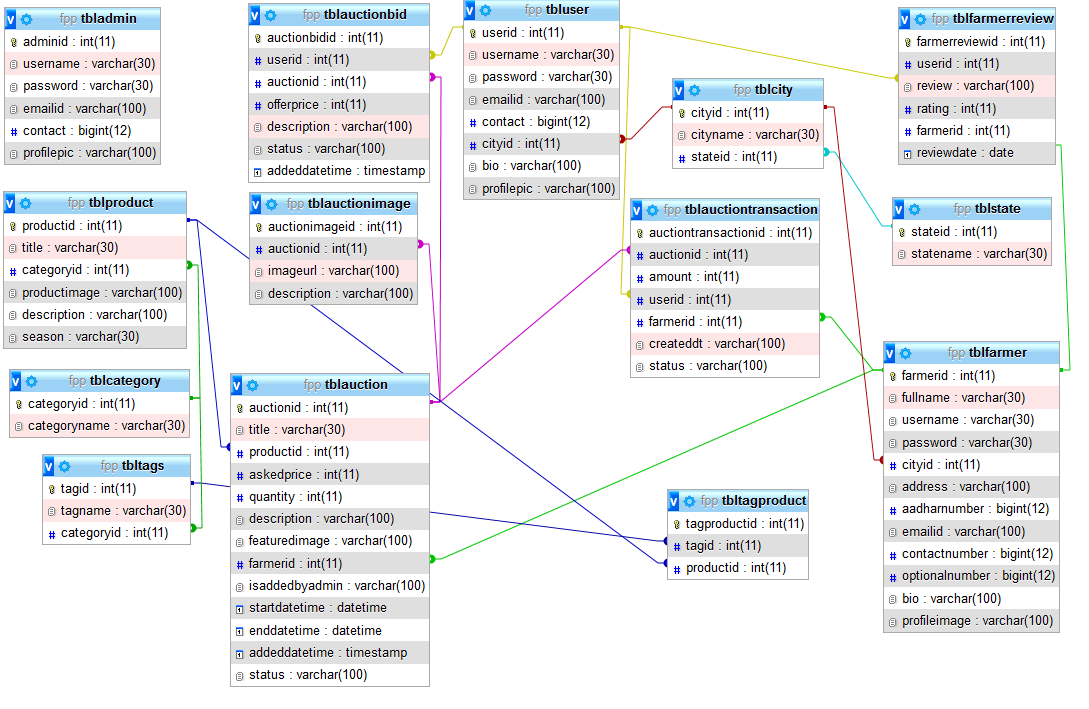 fpp tbladmin
adminid : int(11)
username : varchar(30)
password : varchar(30)
emailid : varchar(100)
contact : bigint(12)
profilepic : varchar(100)
fpp tblauctionbid
auctionbidid : int(11)
userid : int(11)
auctionid : int(11)
offerprice : int(11)
description : varchar(100)
status : varchar(100)
addeddatetime : timestamp
fpp tbluser
userid : int(11)
username : varchar(30)
password : varchar(30)
emailid : varchar(100)
contact : bigint(12)
cityid : int(11)
bio : varchar(100)
profilepic : varchar(100)
fpp tblcity
cityid : int(11)
cityname : varchar(30)
stateid : int(11)
fpp tblfarmerreview
farmerreviewid : int(11)
userid : int(11)
review : varchar(100)
rating : int(11)
farmerid : int(11)
reviewdate : date
fpp tblproduct
productid : int(11)
title : varchar(30)
categoryid : int(11)
productimage : varchar(100)
description : varchar(100)
season : varchar(30)
fpp tblauctionimage
auctionimageid : int(11)
auctionid : int(11)
imageurl : varchar(100)
description : varchar(100)
fpp tblauctiontransaction
auctiontransactionid : int(11)
auctionid : int(11)
amount : int(11)
userid : int(11)
farmerid : int(11)
createddt : varchar(100)
status : varchar(100)
fpp tblstate
stateid : int(11)
statename : varchar(30)
fpp tblcategory
categoryid : int(11)
categoryname : varchar(30)
fpp tbltags
tagid : int(11)
tagname : varchar(30)
categoryid : int(11)
fpp tblauction
auctionid : int(11)
title : varchar(30)
productid : int(11)
askedprice : int(11)
quantity : int(11)
description : varchar(100)
featuredimage : varchar(100)
farmerid : int(11)
isaddedbyadmin : varchar(100)
startdatetime : datetime
enddatetime : datetime
addeddatetime : timestamp
status : varchar(100)
fpp tbltagproduct
tagproductid : int(11)
tagid : int(11)
productid : int(11)
fpp tblfarmer
farmerid : int(11)
fullname : varchar(30)
username : varchar(30)
password : varchar(30)
cityid : int(11)
address : varchar(100)
aadharnumber : bigint(12)
emailid : varchar(100)
contactnumber : bigint(12)
optionalnumber : bigint(12)
bio : varchar(100)
profileimage : varchar(100)